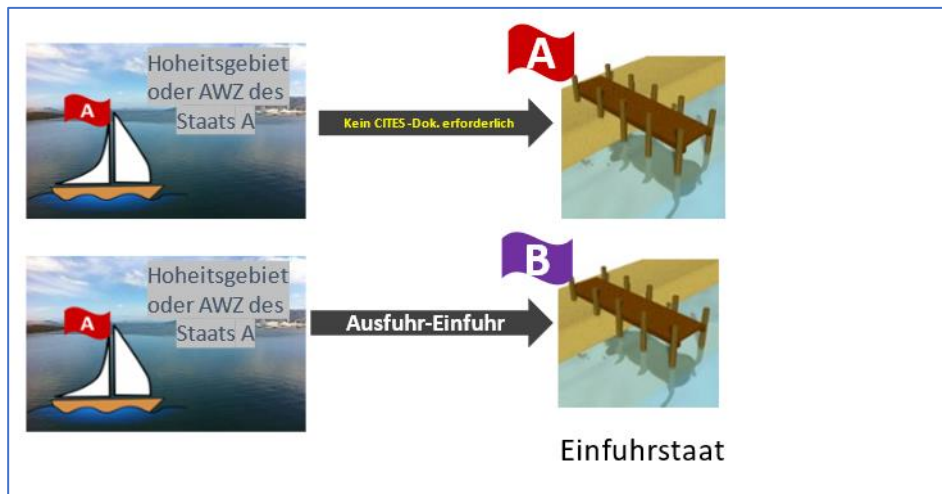 Hoheitsgebiet
oder AWZ des
Staats A
A
Kein CITES-Dok. erforderlich
A
Hoheitsgebiet
oder AWZ des
Staats A
A
Ausfuhr-Einfuhr
B
Einfuhrstaat